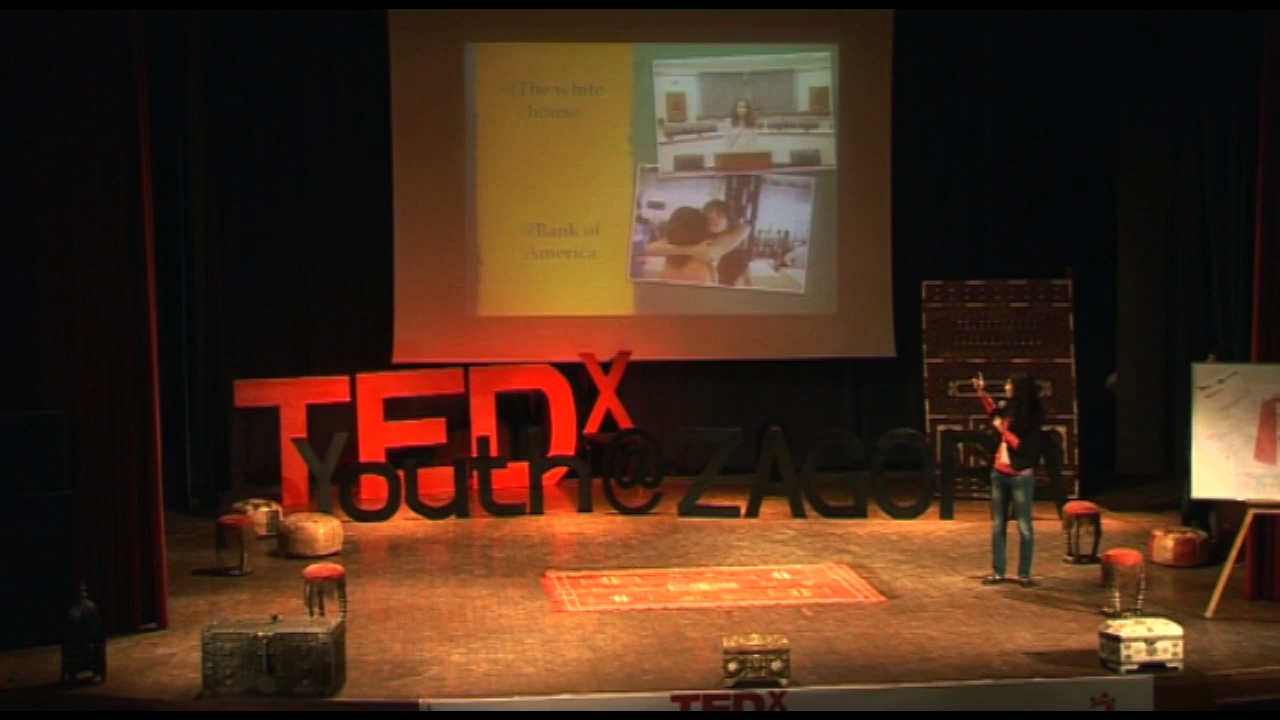 The white
house
Bank of
America
TEDx
Youth@ZAGORA
TEDx